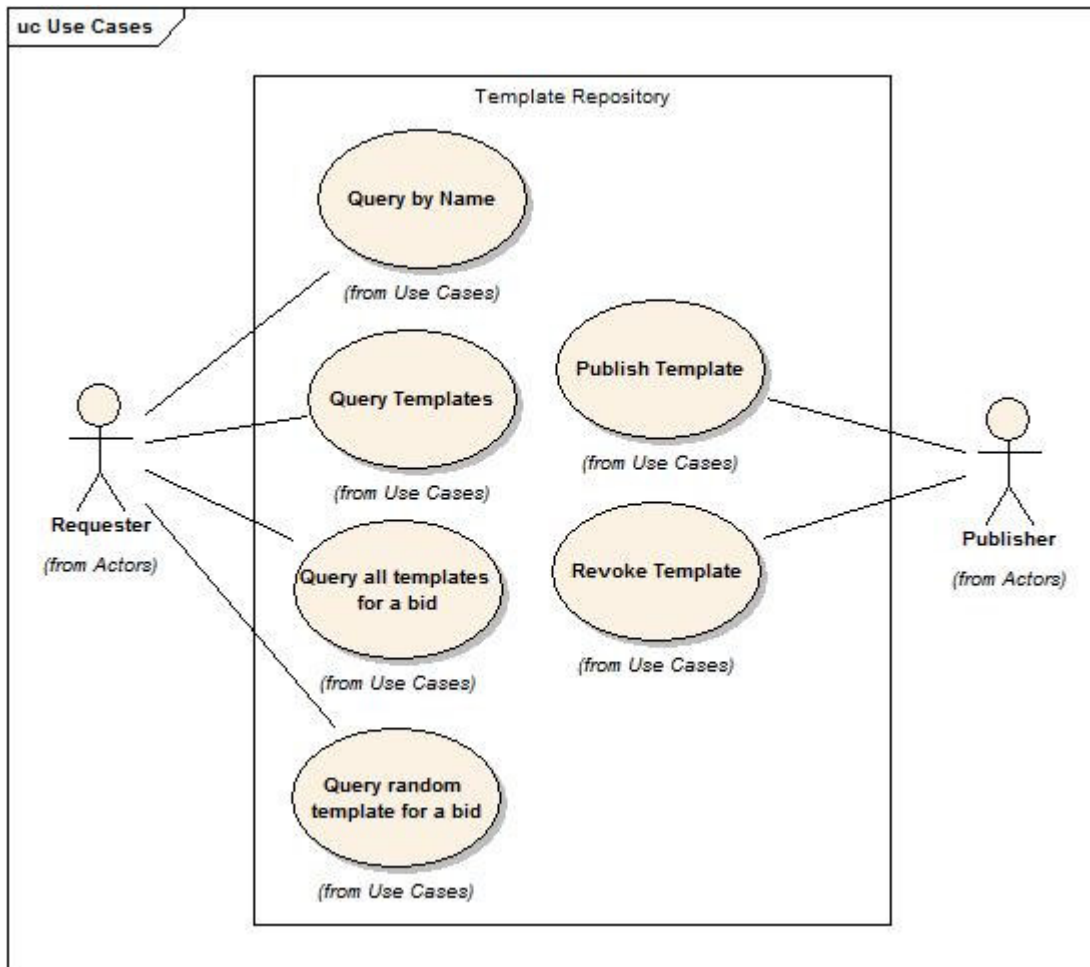 uc Use Cases
Template Repository
Query by Name
(from Use Cases)
Query Templates
(from Use Cases)
Query all templates
for a bid
(from Use Cases)
Query random
template for a bid
(from Use Cases)
Publish Template
(from Use Cases)
Revoke Template
(from Use Cases)
Requester
(from Actors)
Publisher
(from Actors)